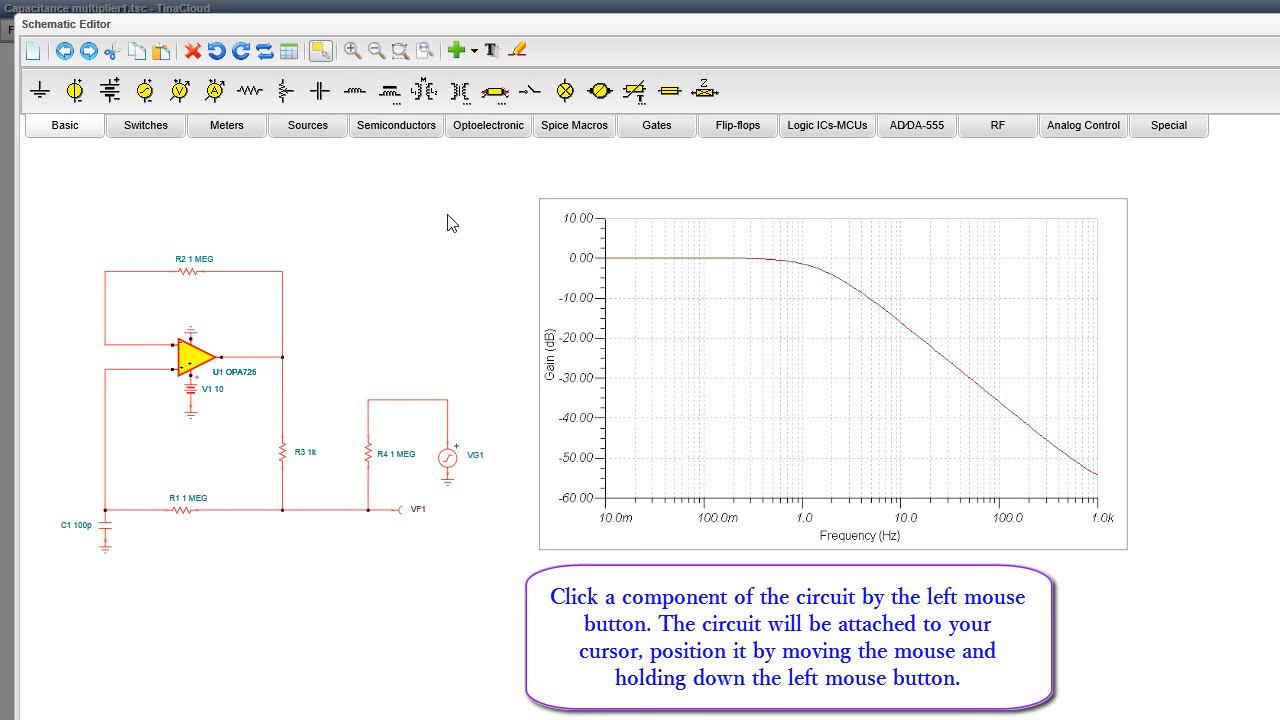 Capacitance multiplier1.tsc - TinaCloud
Schematic Editor
Basic Switches Meters Sources Semiconductors Optoelectronic Spice Macros Gates Flip-flops Logic ICs-MCUs AD/DA-555 RF Analog Control Special
R2 1 MEG
U1 OPA725
V1 10
R3 1k
R4 1 MEG
VG1
R1 1 MEG
VF1
C1 100p
10.00
0.00
-10.00
-20.00
-30.00
-40.00
-50.00
-60.00
Gain (dB)
10.0m 100.0m 1.0 10.0 100.0 1.0k
Frequency (Hz)
Click a component of the circuit by the left mouse
button. The circuit will be attached to your
cursor, position it by moving the mouse and
holding down the left mouse button.